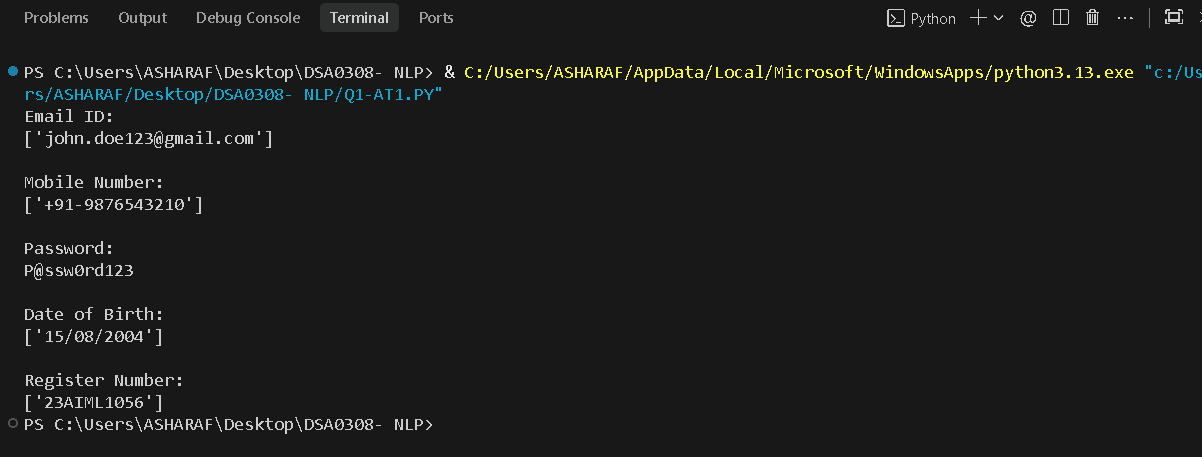 Problems Output Debug Console Terminal Ports Python
PS C:\Users\ASHARAF\Desktop\DSA0308- NLP> & C:/Users/ASHARAF/AppData/Local/Microsoft/WindowsApps/python3.13.exe "c:/Use
rs/ASHARAF/Desktop/DSA0308- NLP/Q1-AT1.PY"
Email ID:
['john.doe123@gmail.com']
Mobile Number:
['+91-9876543210']
Password:
P@ssw0rd123
Date of Birth:
['15/08/2004']
Register Number:
['23AIML1056']
PS C:\Users\ASHARAF\Desktop\DSA0308- NLP>